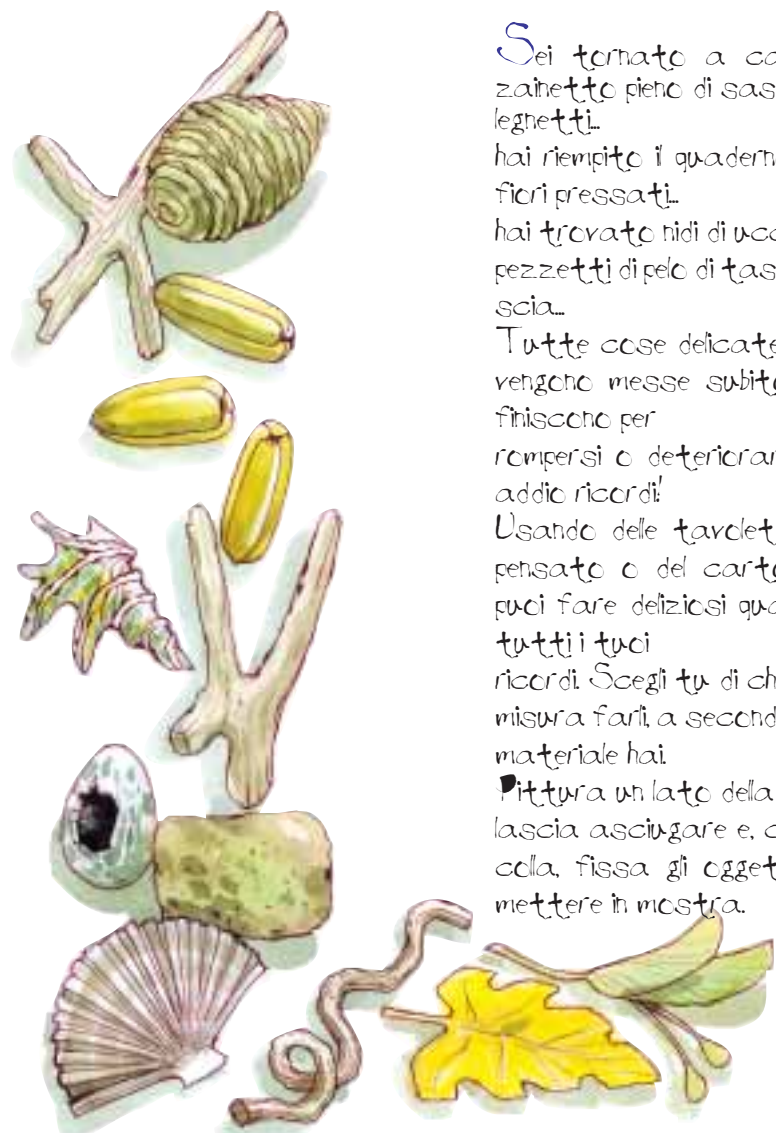 Sei tornato a ca
zainetto pieno di sas
legnetti...
hai riempito il quadern
fiori pressati...
hai trovato nidi di ucc
pezzetti di pelo di tas
scia...
Tutte cose delicate
vengono messe subito
finiscono per
rompersi o deteriorar
addio ricordi!
Usando delle tavolet
pensato o del carto
puoi fare deliziosi qua
tutti i tuoi
ricordi. Scegli tu di ch
misura farli, a second
materiale hai.
Pittura un lato della
lascia asciugare e, c
colla, fissa gli ogget
mettere in mostra.